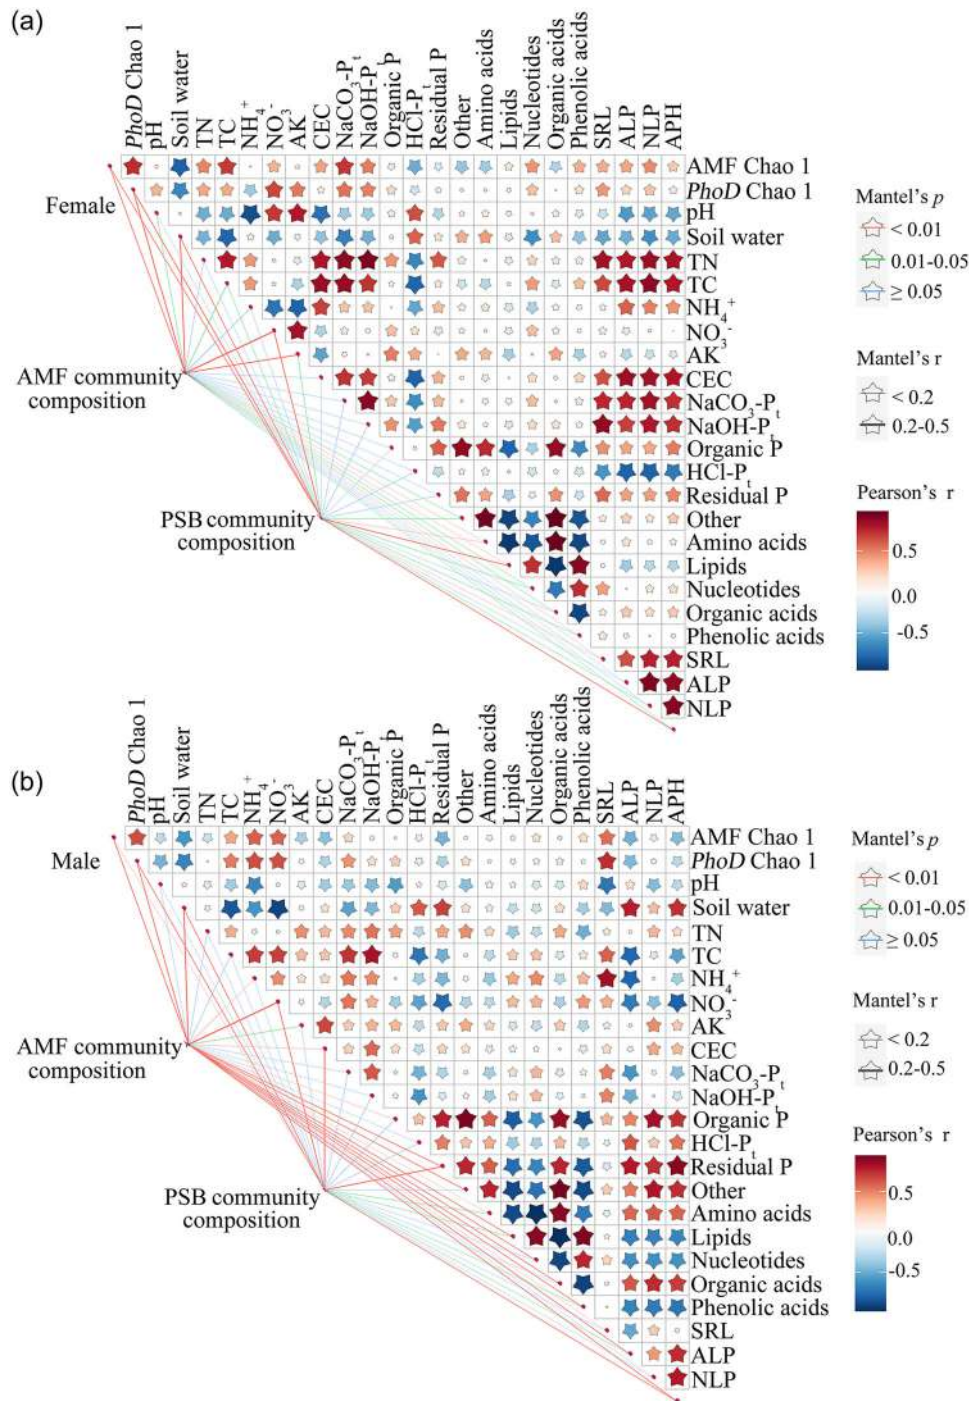 (a)
PhoD Chao 1
pH
Soil water
TN
TC
NH4+
NO3-
AK
CEC
NaCO3-Pt
NaOH-Pt
Organic P
HCl-Pt
Residual P
Other
Amino acids
Lipids
Nucleotides
Organic acids
Phenolic acids
SRL
ALP
NLP
APH
Female
AMF Chao 1
PhoD Chao 1
pH
Soil water
TN
TC
NH4+
NO3-
AK
CEC
NaCO3-Pt
NaOH-Pt
Organic P
HCl-Pt
Residual P
Other
Amino acids
Lipids
Nucleotides
Organic acids
Phenolic acids
SRL
ALP
NLP
AMF community
composition
PSB community
composition
Mantel's p
< 0.01
0.01-0.05
≥ 0.05
Mantel's r
< 0.2
0.2-0.5
Pearson's r
0.5
0.0
-0.5
(b)
PhoD Chao 1
pH
Soil water
TN
TC
NH4+
NO3-
AK
CEC
NaCO3-Pt
NaOH-Pt
Organic P
HCl-Pt
Residual P
Other
Amino acids
Lipids
Nucleotides
Organic acids
Phenolic acids
SRL
ALP
NLP
APH
Male
AMF Chao 1
PhoD Chao 1
pH
Soil water
TN
TC
NH4+
NO3-
AK
CEC
NaCO3-Pt
NaOH-Pt
Organic P
HCl-Pt
Residual P
Other
Amino acids
Lipids
Nucleotides
Organic acids
Phenolic acids
SRL
ALP
NLP
AMF community
composition
PSB community
composition
Mantel's p
< 0.01
0.01-0.05
≥ 0.05
Mantel's r
< 0.2
0.2-0.5
Pearson's r
0.5
0.0
-0.5